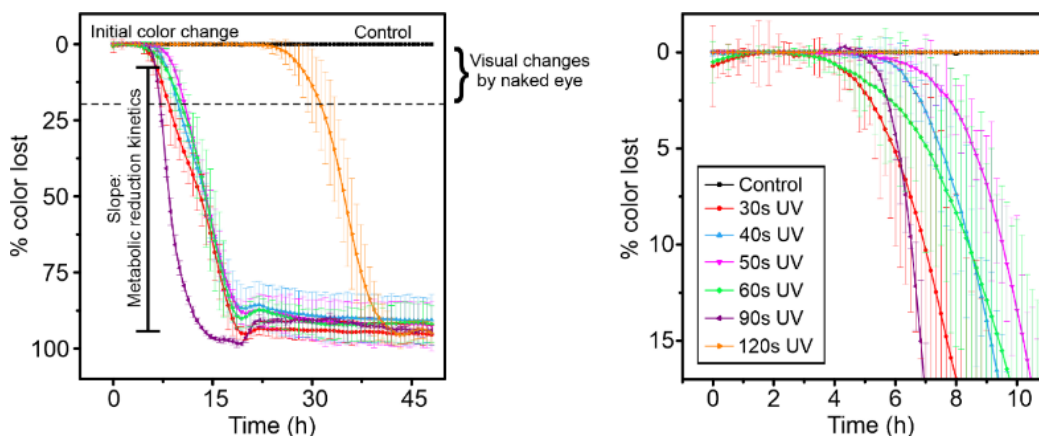 Initial color change
Control
Visual changes
by naked eye
Slope:
Metabolic reduction kinetics
% color lost
0
25
50
75
100
0
15
30
45
Time (h)
% color lost
0
5
10
15
Control
30s UV
40s UV
50s UV
60s UV
90s UV
120s UV
0
2
4
6
8
10
Time (h)